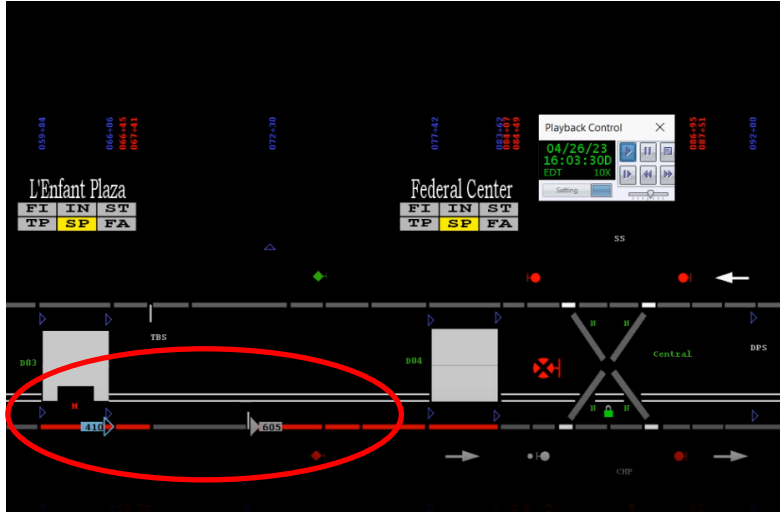 059+84
066+06
066+45
067+41
072+30
077+42
083+62
084+07
084+49
086+95
087+51
Playback Control
04/26/23
16:03:30D
EDT 10X
Setting
L'Enfant Plaza
FI IN ST
TP SP FA
Federal Center
FI IN ST
TP SP FA
SS
TBS
D03
D04
N N
Central
DPS
N N
410
605
CHP